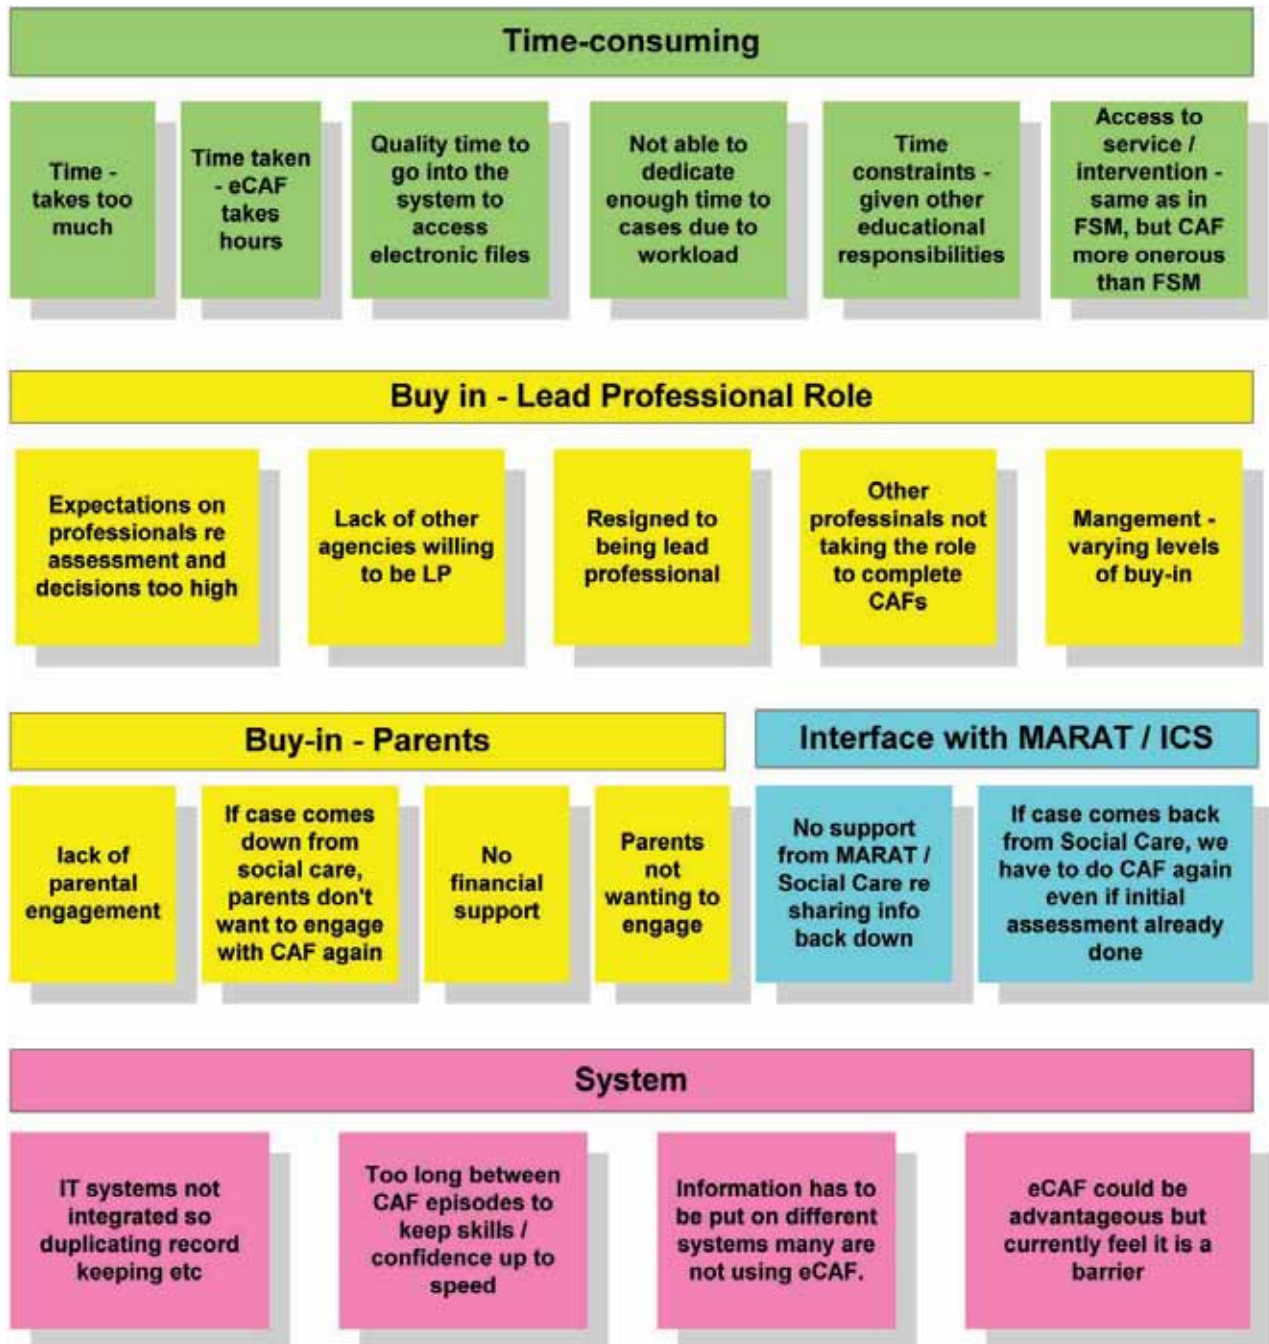 Time-consuming
Time -
takes too
much
Time taken
- eCAF
takes
hours
Quality time to
go into the
system to
access
electronic files
Not able to
dedicate
enough time to
cases due to
workload
Time
constraints -
given other
educational
responsibilities
Access to
service /
intervention -
same as in
FSM, but CAF
more onerous
than FSM
Buy in - Lead Professional Role
Expectations on
professionals re
assessment and
decisions too high
Lack of other
agencies willing
to be LP
Resigned to
being lead
professional
Other
professinals not
taking the role
to complete
CAFs
Mangement -
varying levels
of buy-in
Buy-in - Parents
lack of
parental
engagement
If case comes
down from
social care,
parents don't
want to engage
with CAF again
No
financial
support
Parents
not
wanting to
engage
Interface with MARAT / ICS
No support
from MARAT /
Social Care re
sharing info
back down
If case comes back
from Social Care, we
have to do CAF again
even if initial
assessment already
done
System
IT systems not
integrated so
duplicating record
keeping etc
Too long between
CAF episodes to
keep skills /
confidence up to
speed
Information has to
be put on different
systems many are
not using eCAF.
eCAF could be
advantageous but
currently feel it is a
barrier